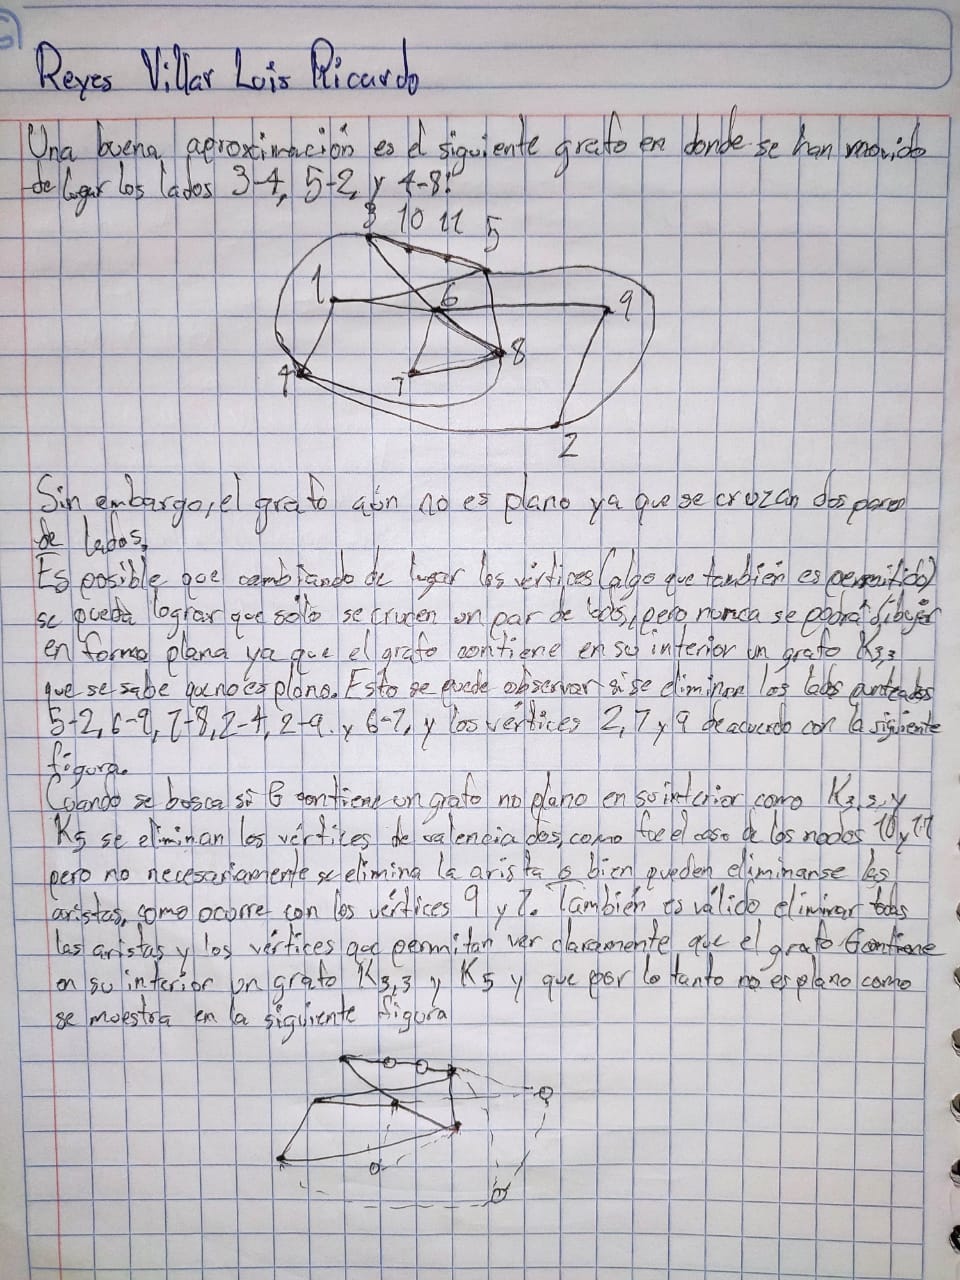 Reyes Villar Luis Ricardo
Una buena aproximación es el siguiente grafo en donde se han movido
de lugar los lados 3-4, 5-2, y 4-8:
3 10 11 5
1 6 9
4 7 8
2
Sin embargo, el grafo aún no es plano ya que se cruzan dos pares
de lados.
Es posible que cambiando de lugar los vértices (algo que también es permitido)
se pueda lograr que sólo se crucen un par de lados, pero nunca se podrá dibujar
en forma plana ya que el grafo contiene en su interior un grafo K3,3
que se sabe que no es plano. Esto se puede observar si se eliminan los lados
5-2, 6-9, 7-8, 2-4, 2-9 y 6-7, y los vértices 2, 7 y 9 de acuerdo con la siguiente
figura.
Cuando se busca si G contiene un grafo no plano en su interior como K3,3, y
K5 se eliminan los vértices de valencia dos, como fue el caso de los nodos 10 y 11
pero no necesariamente se elimina la arista o bien pueden eliminarse las
aristas, como ocurre con los vértices 9 y 7. También es válido eliminar todas
las aristas y los vértices que permitan ver claramente que el grafo G contiene
en su interior un grafo K3,3 y K5 y que por lo tanto no es plano como
se muestra en la siguiente figura